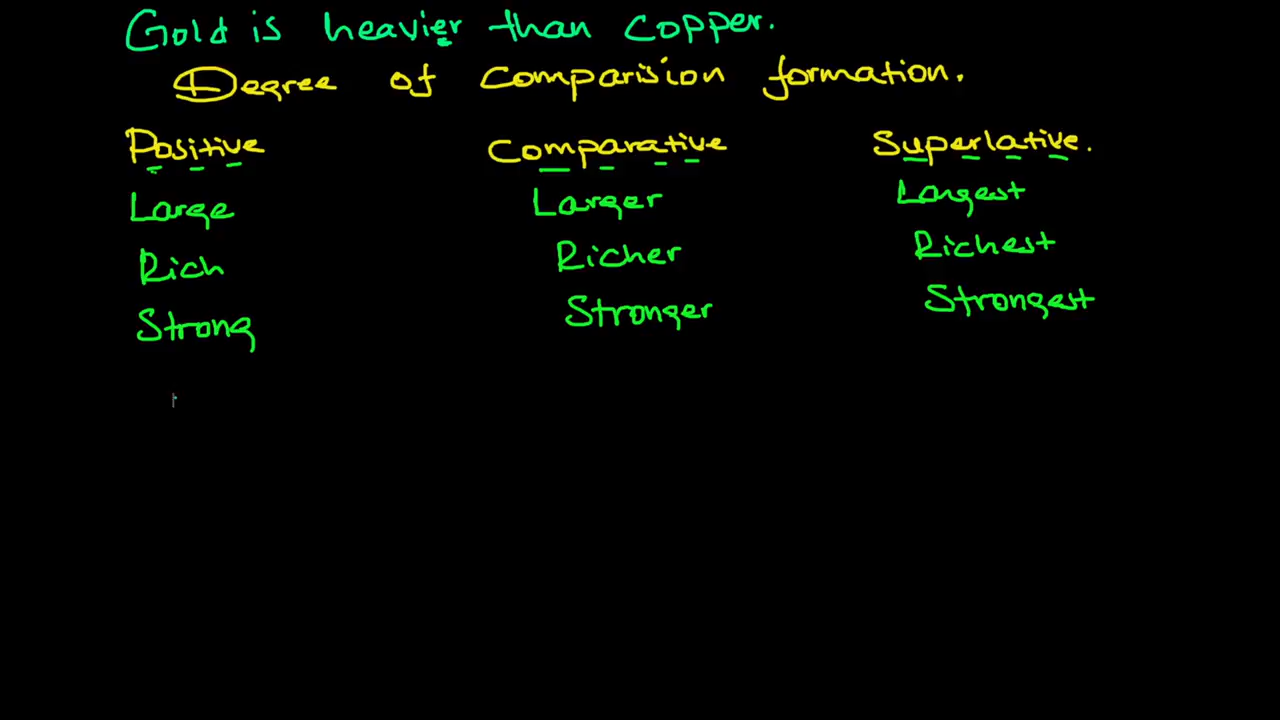 Gold is heavier than copper.
Degree of comparision formation.
Positive Comparative Superlative.
Large Larger Largest
Rich Richer Richest
Strong Stronger Strongest